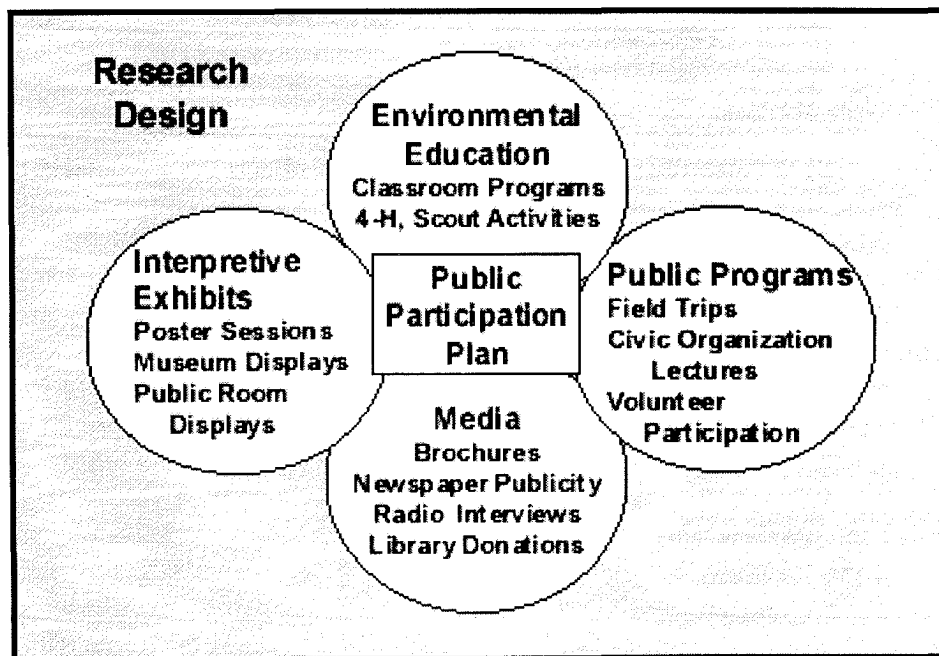 Research
Design
Environmental
Education
Classroom Programs
4-H, Scout Activities
Interpretive
Exhibits
Poster Sessions
Museum Displays
Public Room
Displays
Public
Participation
Plan
Public Programs
Field Trips
Civic Organization
Lectures
Volunteer
Participation
Media
Brochures
Newspaper Publicity
Radio Interviews
Library Donations